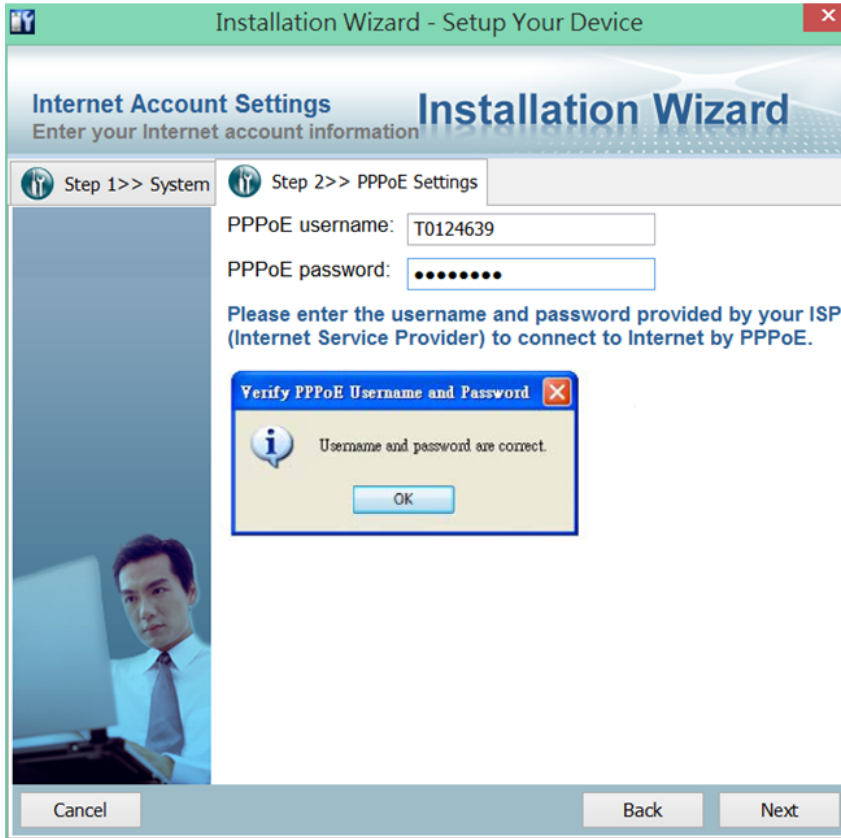 Installation Wizard - Setup Your Device
Internet Account Settings
Enter your Internet account information
Installation Wizard
Step 1>> System
Step 2>> PPPoE Settings
PPPoE username:
T0124639
PPPoE password:
••••••••
Please enter the username and password provided by your ISP
(Internet Service Provider) to connect to Internet by PPPoE.
Verify PPPoE Username and Password
Username and password are correct.
OK
Cancel
Back
Next